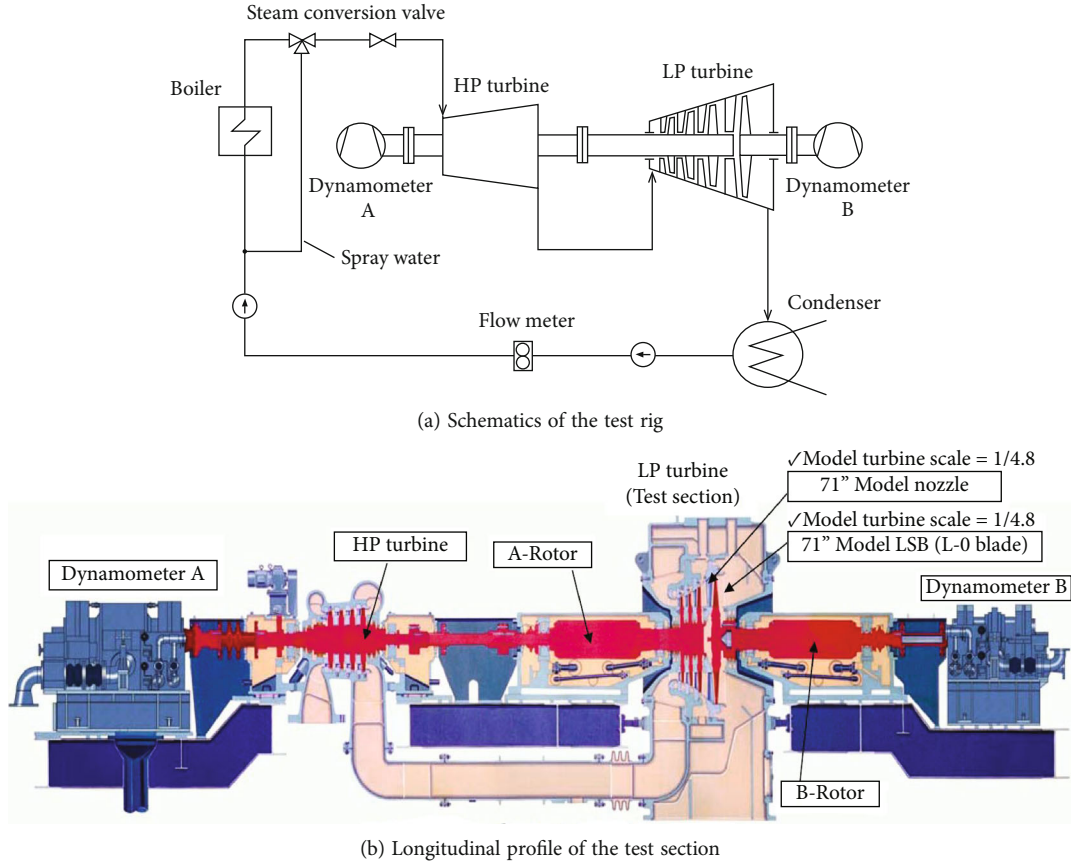 Steam conversion valve
Boiler
HP turbine
LP turbine
Dynamometer
A
Dynamometer
B
Spray water
Condenser
Flow meter
(a) Schematics of the test rig
LP turbine
(Test section)
✓Model turbine scale = 1/4.8
71” Model nozzle
✓Model turbine scale = 1/4.8
71” Model LSB (L-0 blade)
HP turbine
A-Rotor
Dynamometer A
Dynamometer B
B-Rotor
(b) Longitudinal profile of the test section